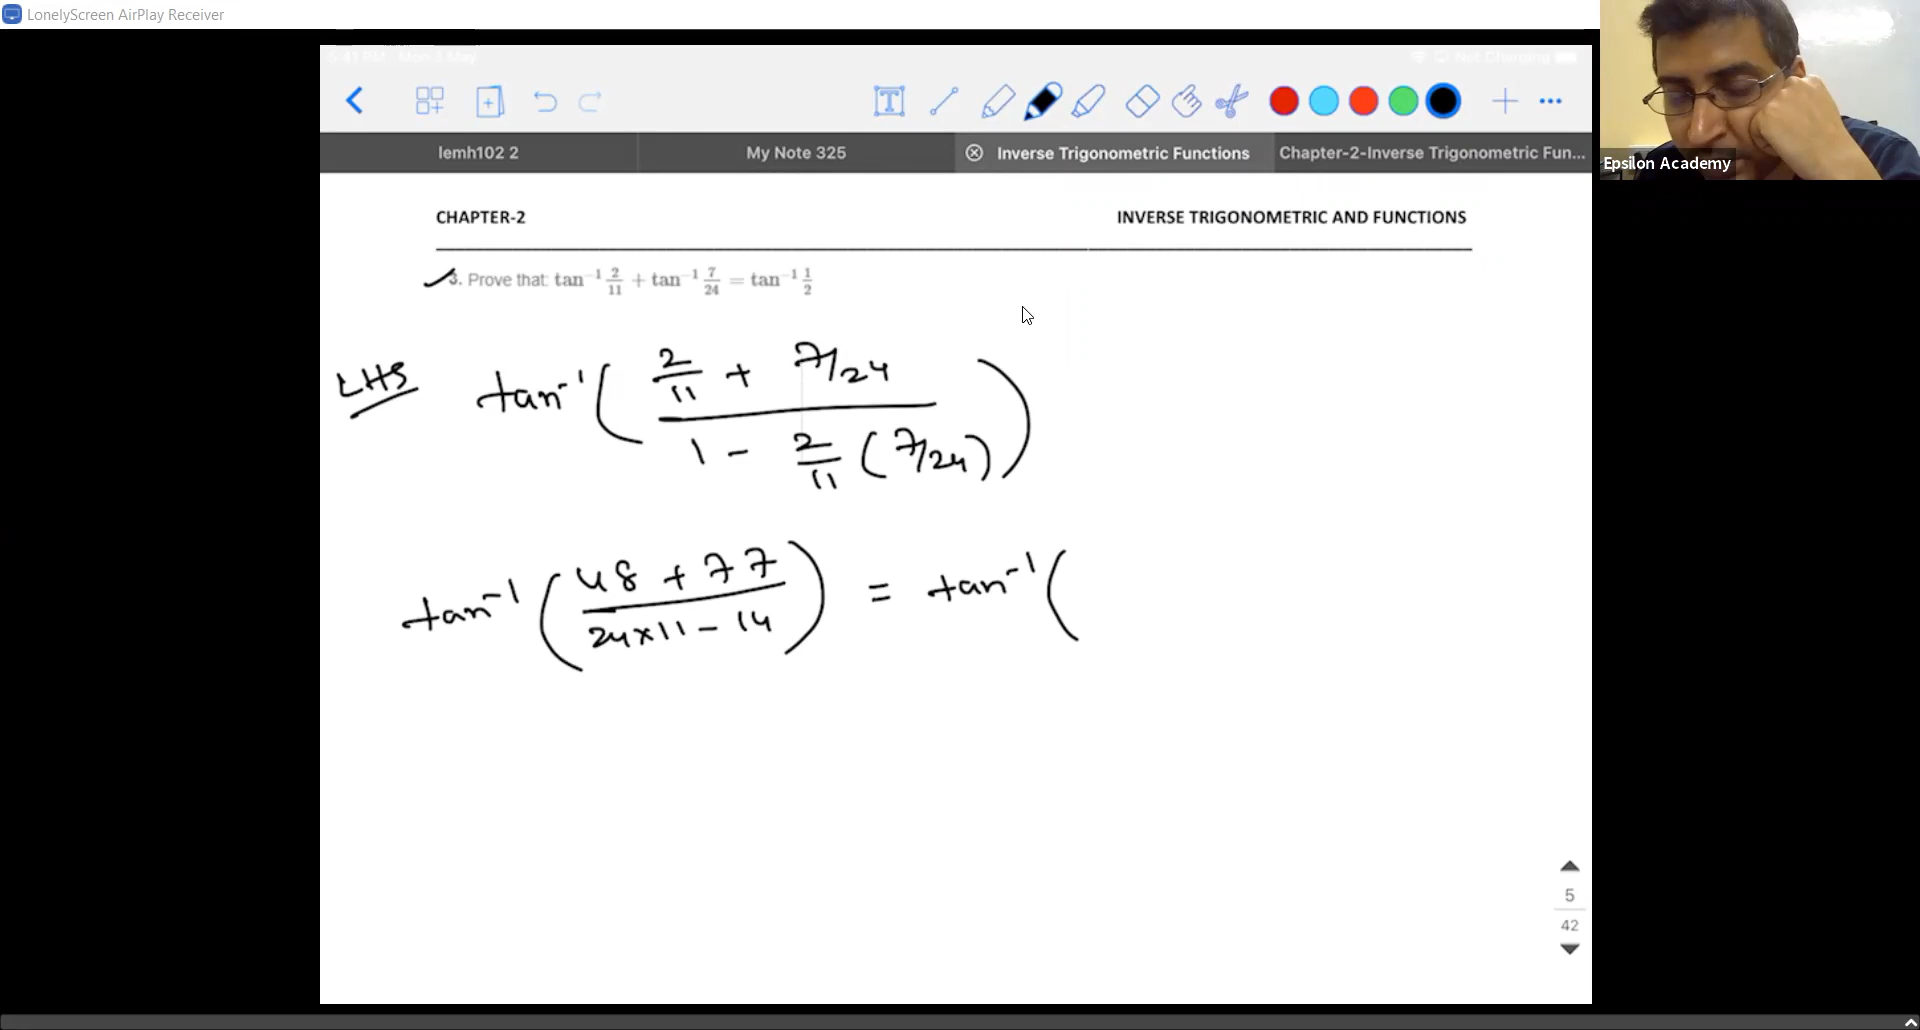 LonelyScreen AirPlay Receiver
lemh102 2
My Note 325
Inverse Trigonometric Functions
Chapter-2-Inverse Trigonometric Fun...
Epsilon Academy
CHAPTER-2
INVERSE TRIGONOMETRIC AND FUNCTIONS
3. Prove that: tan⁻¹ 2/11 + tan⁻¹ 7/24 = tan⁻¹ 1/2
LHS tan⁻¹ ( (2/11 + 7/24) / (1 - 2/11 (7/24)) )
tan⁻¹ ( (48 + 77) / (24x11 - 14) ) = tan⁻¹ (
5
42